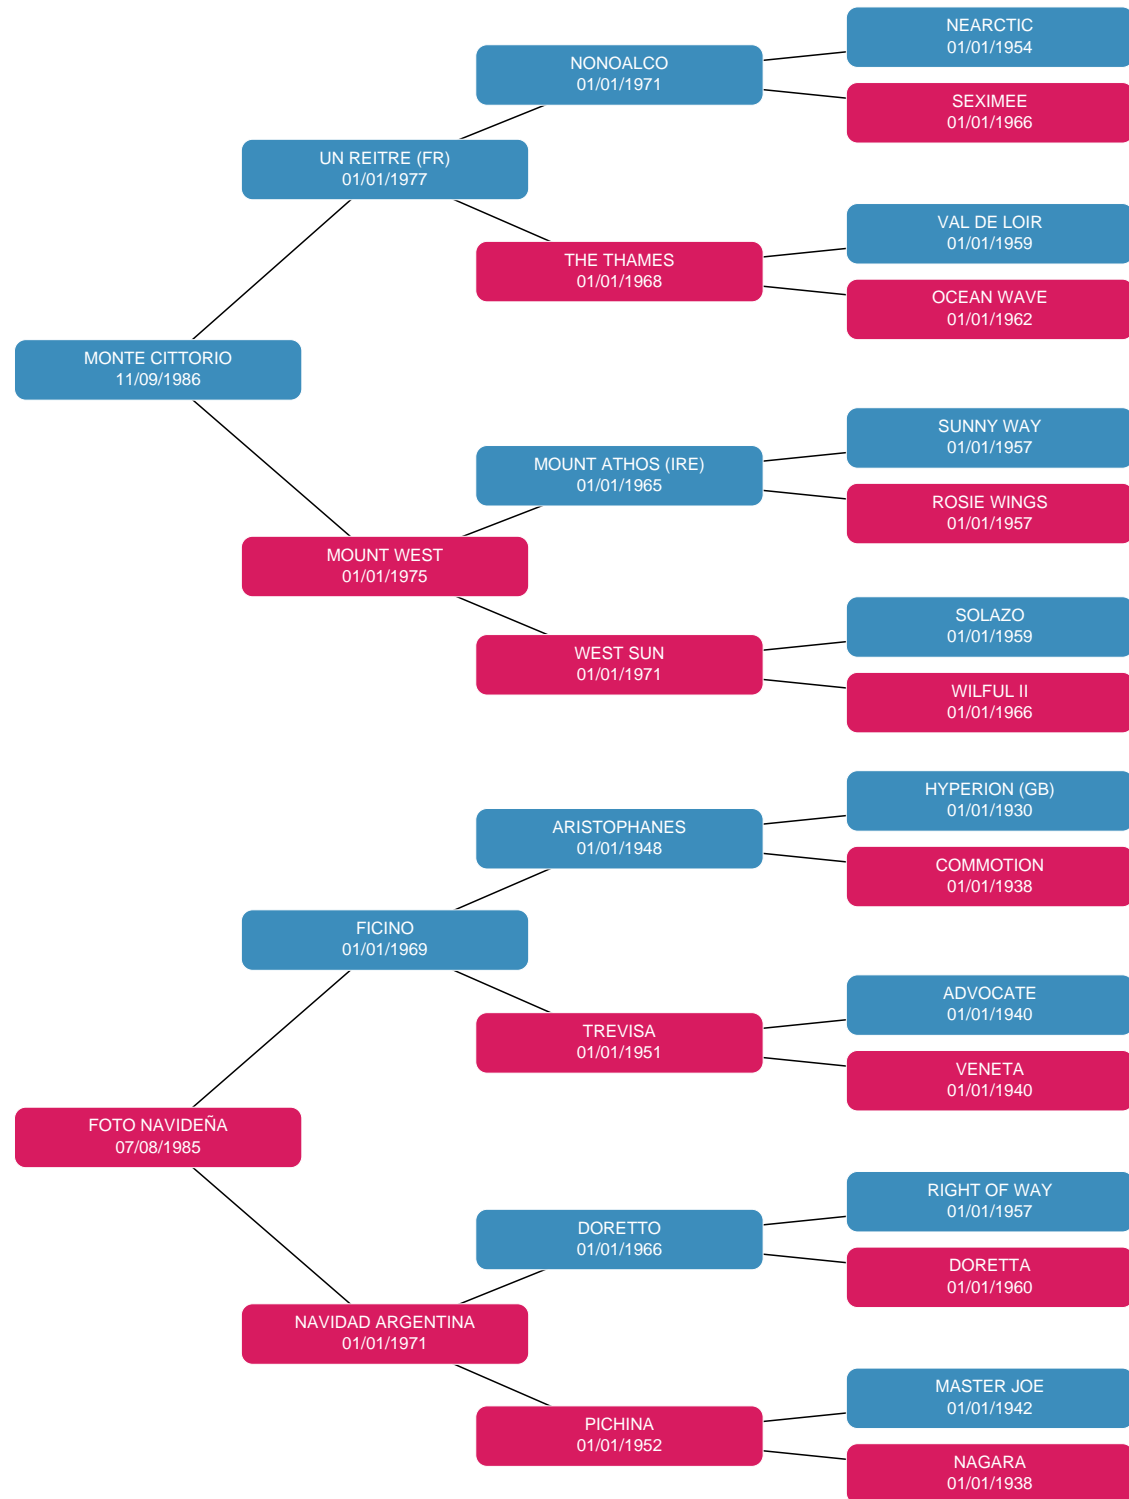 NEARCTIC
01/01/1954
NONOALCO
01/01/1971
SEXIMEE
01/01/1966
UN REITRE (FR)
01/01/1977
VAL DE LOIR
01/01/1959
THE THAMES
01/01/1968
OCEAN WAVE
01/01/1962
MONTE CITTORIO
11/09/1986
SUNNY WAY
01/01/1957
MOUNT ATHOS (IRE)
01/01/1965
ROSIE WINGS
01/01/1957
MOUNT WEST
01/01/1975
SOLAZO
01/01/1959
WEST SUN
01/01/1971
WILFUL II
01/01/1966
HYPERION (GB)
01/01/1930
ARISTOPHANES
01/01/1948
COMMOTION
01/01/1938
FICINO
01/01/1969
ADVOCATE
01/01/1940
TREVISA
01/01/1951
VENETA
01/01/1940
FOTO NAVIDEÑA
07/08/1985
RIGHT OF WAY
01/01/1957
DORETTO
01/01/1966
DORETTA
01/01/1960
NAVIDAD ARGENTINA
01/01/1971
MASTER JOE
01/01/1942
PICHINA
01/01/1952
NAGARA
01/01/1938